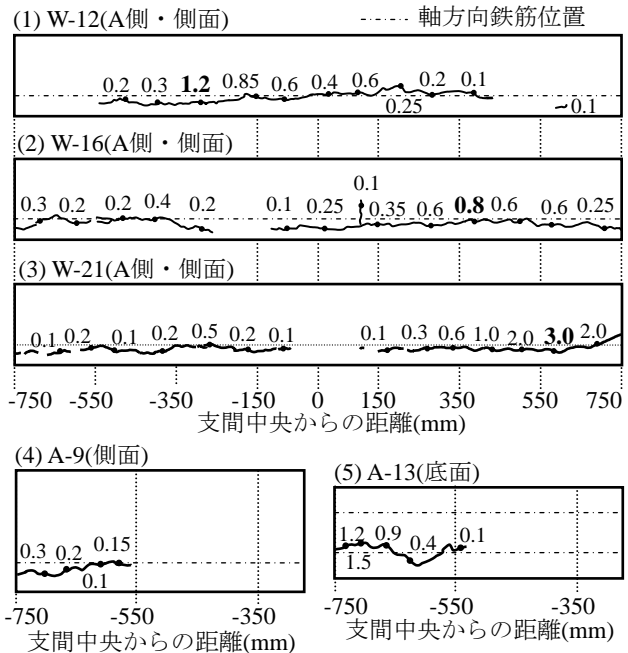 (1) W-12(A側・側面) 軸方向鉄筋位置
0.2 0.3 1.2 0.85 0.6 0.4 0.6 0.25 0.2 0.1 0.1
(2) W-16(A側・側面)
0.3 0.2 0.2 0.4 0.2 0.1 0.25 0.1 0.35 0.6 0.8 0.6 0.6 0.25
(3) W-21(A側・側面)
0.1 0.2 0.1 0.2 0.5 0.2 0.1 0.1 0.3 0.6 1.0 2.0 3.0 2.0
-750 -550 -350 -150 0 150 350 550 750
支間中央からの距離(mm)
(4) A-9(側面)
0.3 0.2 0.1 0.15
-750 -550 -350
支間中央からの距離(mm)
(5) A-13(底面)
1.2 1.5 0.9 0.4 0.1
-750 -550 -350
支間中央からの距離(mm)